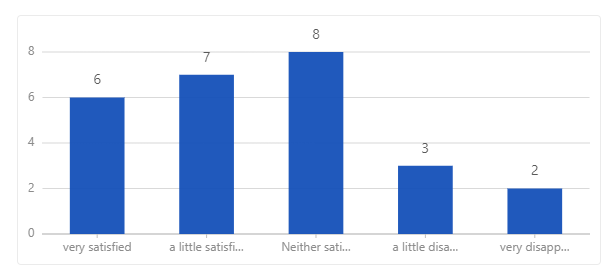 8
8
7
6
6
4
3
2
2
0
very satisfied
a little satisfi...
Neither sati...
a little disa...
very disapp...